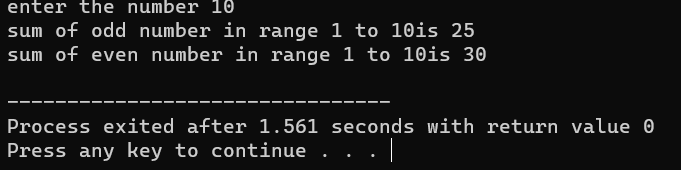 enter the number 10
sum of odd number in range 1 to 10is 25
sum of even number in range 1 to 10is 30
--------------------------------
Process exited after 1.561 seconds with return value 0
Press any key to continue . . .